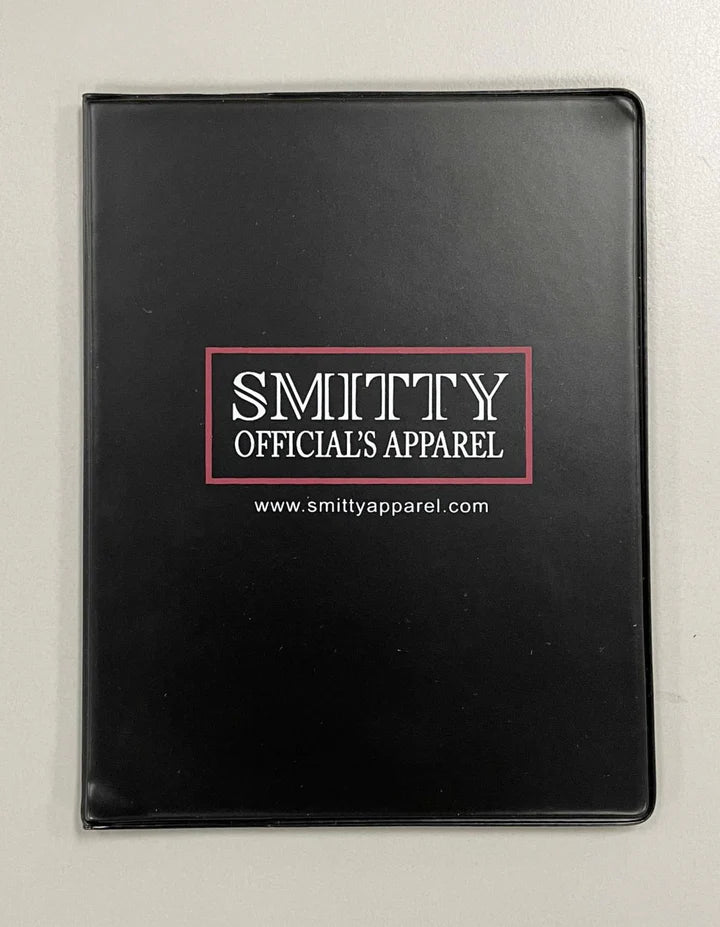 SMITTY
OFFICIAL'S APPAREL
www.smittyapparel.com